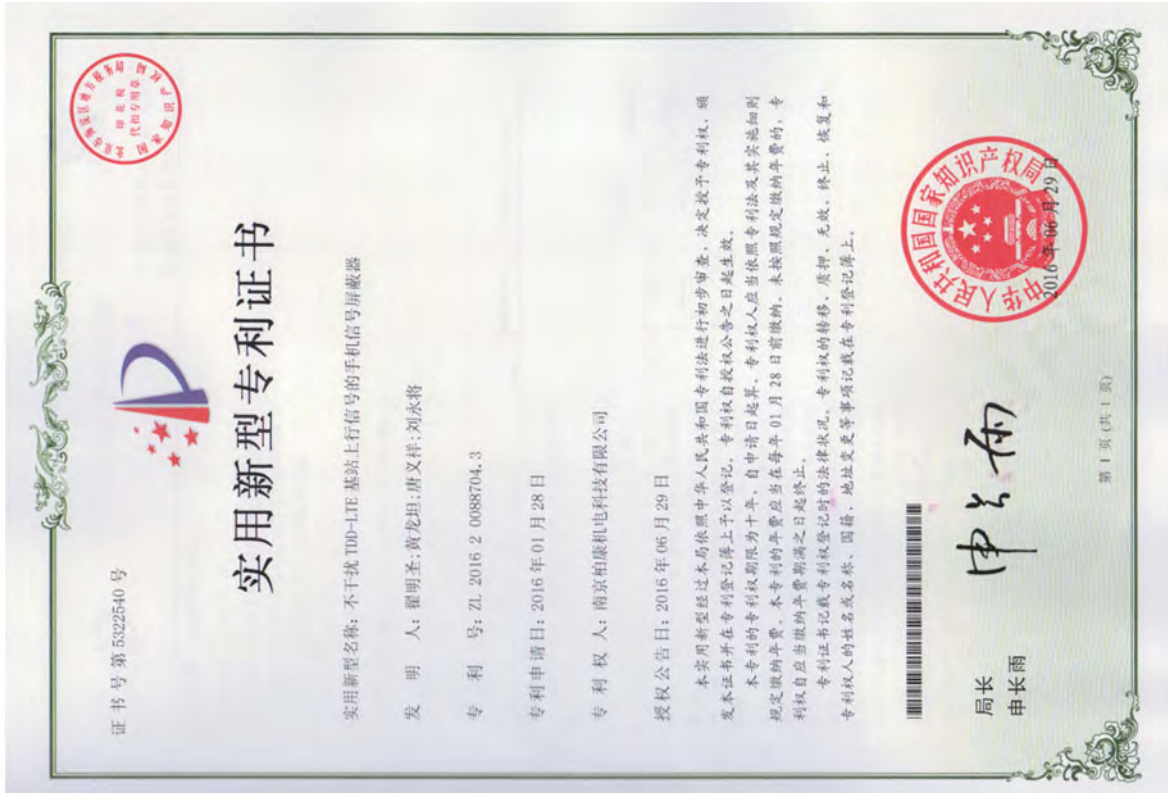 证书号第5322540号
实用新型专利证书
实用新型名称：不干扰TDD-LTE基站上行信号的手机信号屏蔽器
发明人：翟明圣;黄龙坦;唐义祥;刘永将
专利号：ZL 2016 2 0088704.3
专利申请日：2016年01月28日
专利权人：南京柏康机电科技有限公司
授权公告日：2016年06月29日
本实用新型经过本局依照中华人民共和国专利法进行初步审查，决定授予专利权，颁
发本证书并在专利登记簿上予以登记。专利权自授权公告之日起生效。
本专利的专利权期限为十年，自申请日起算。专利权人应当依照专利法及其实施细则
规定缴纳年费。本专利的年费应当在每年01月28日前缴纳。未按照规定缴纳年费的，专
利权自应当缴纳年费期满之日起终止。
专利证书记载专利权登记时的法律状况。专利权的转移、质押、无效、终止、恢复和
专利权人的姓名或名称、国籍、地址变更等事项记载在专利登记簿上。
局长
申长雨
申长雨
中华人民共和国国家知识产权局
2016年06月29日
第1页(共1页)
印花税
代扣专用章